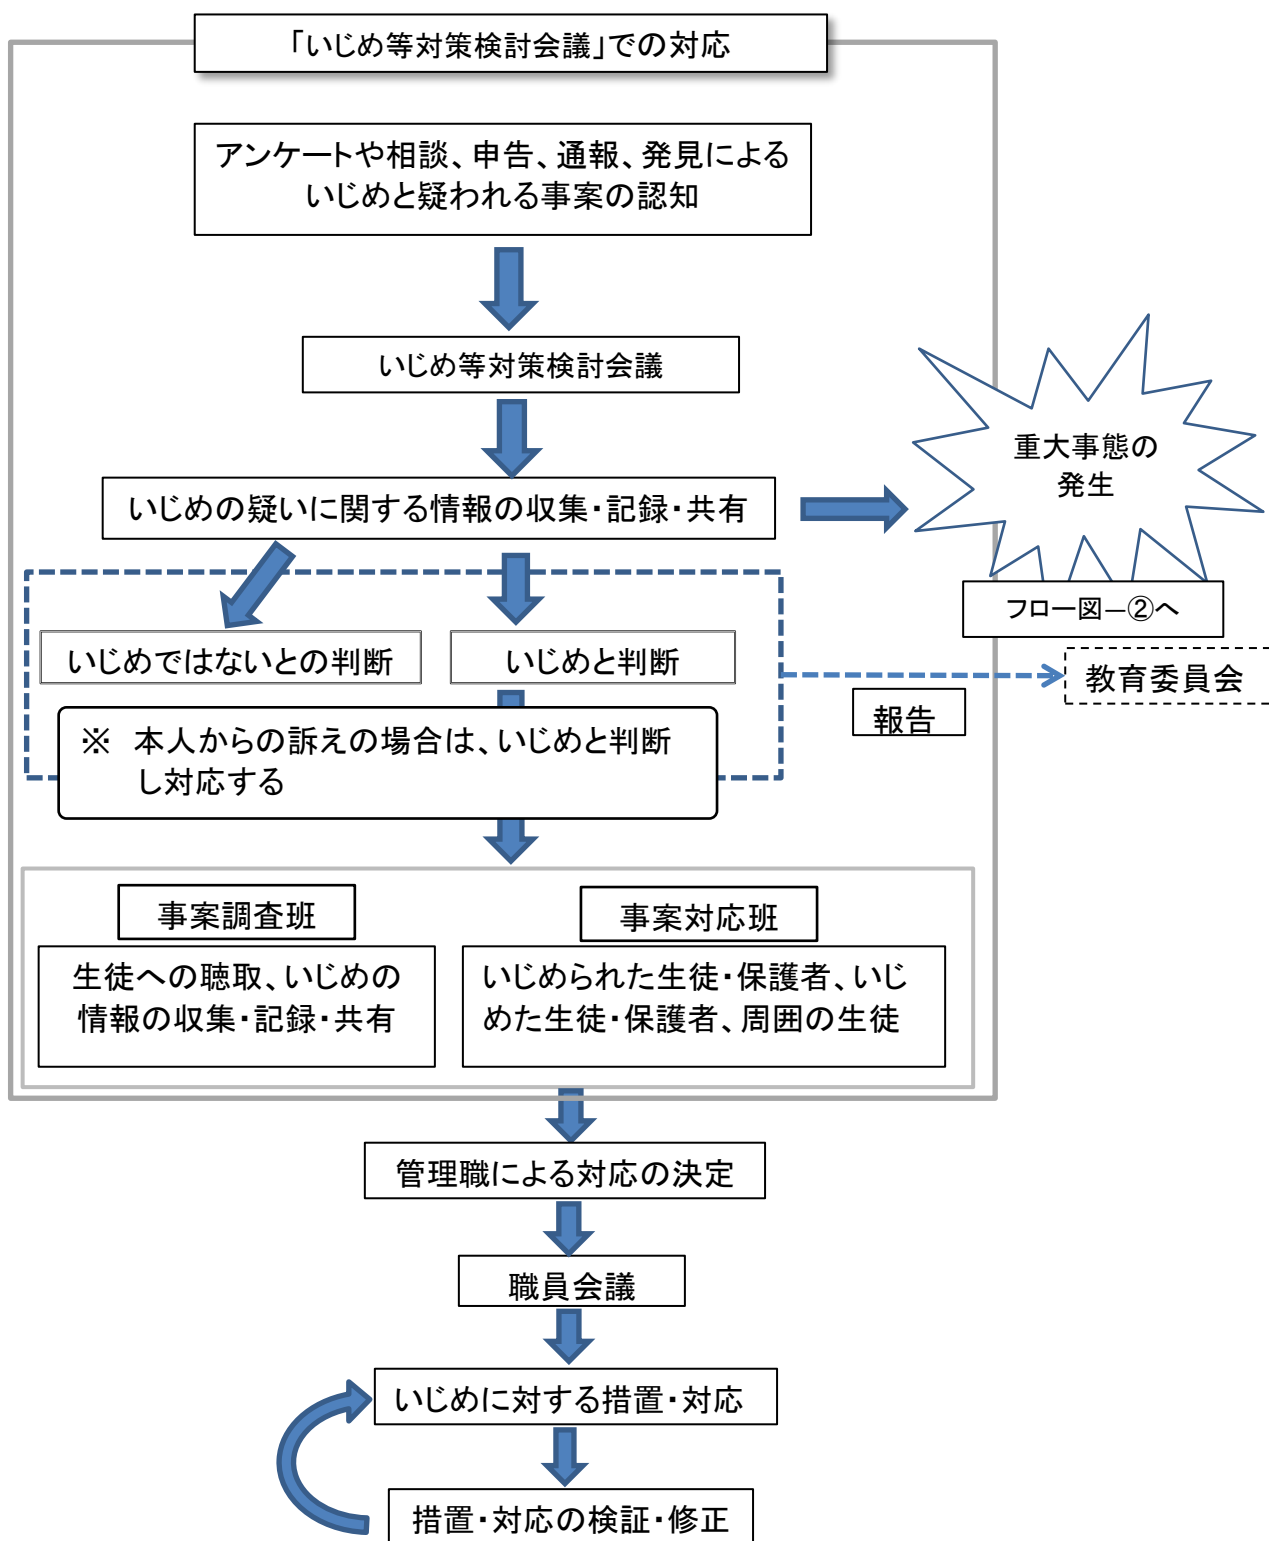 「いじめ等対策検討会議」での対応
アンケートや相談、申告、通報、発見による
いじめと疑われる事案の認知
いじめ等対策検討会議
いじめの疑いに関する情報の収集・記録・共有
重大事態の
発生
フロー図―②へ
いじめではないとの判断
いじめと判断
教育委員会
報告
※　本人からの訴えの場合は、いじめと判断
し対応する
事案調査班
生徒への聴取、いじめの
情報の収集・記録・共有
事案対応班
いじめられた生徒・保護者、いじ
めた生徒・保護者、周囲の生徒
管理職による対応の決定
職員会議
いじめに対する措置・対応
措置・対応の検証・修正